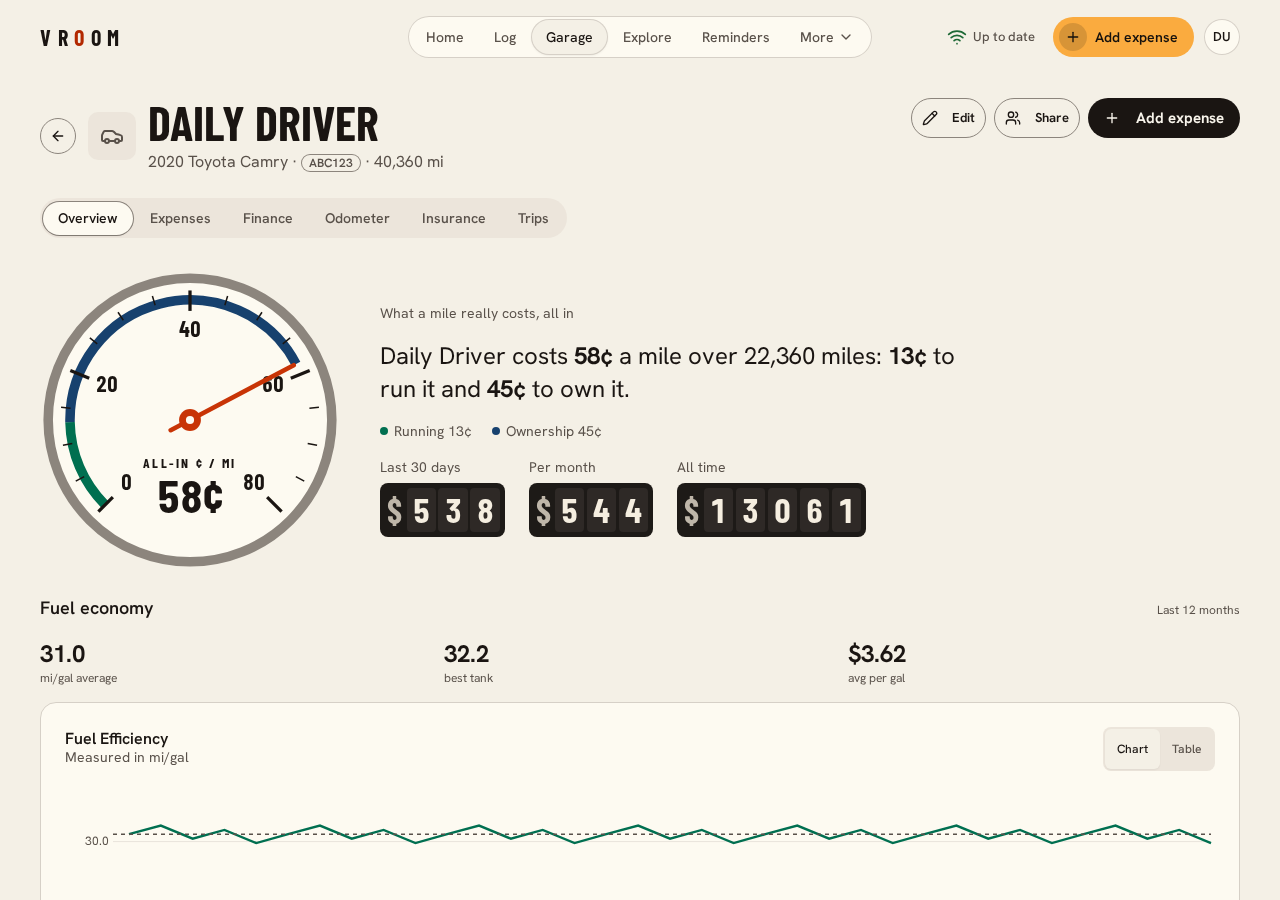 VROOM
Home Log Garage Explore Reminders More
Up to date
Add expense
DU
DAILY DRIVER
2020 Toyota Camry · ABC123 · 40,360 mi
Edit
Share
Add expense
Overview Expenses Finance Odometer Insurance Trips
0
20
40
60
80
ALL-IN ¢ / MI
58¢
What a mile really costs, all in
Daily Driver costs 58¢ a mile over 22,360 miles: 13¢ to
run it and 45¢ to own it.
Running 13¢ Ownership 45¢
Last 30 days Per month All time
$538 $544 $13061
Fuel economy
Last 12 months
31.0 32.2 $3.62
mi/gal average best tank avg per gal
Fuel Efficiency
Measured in mi/gal
Chart Table
30.0